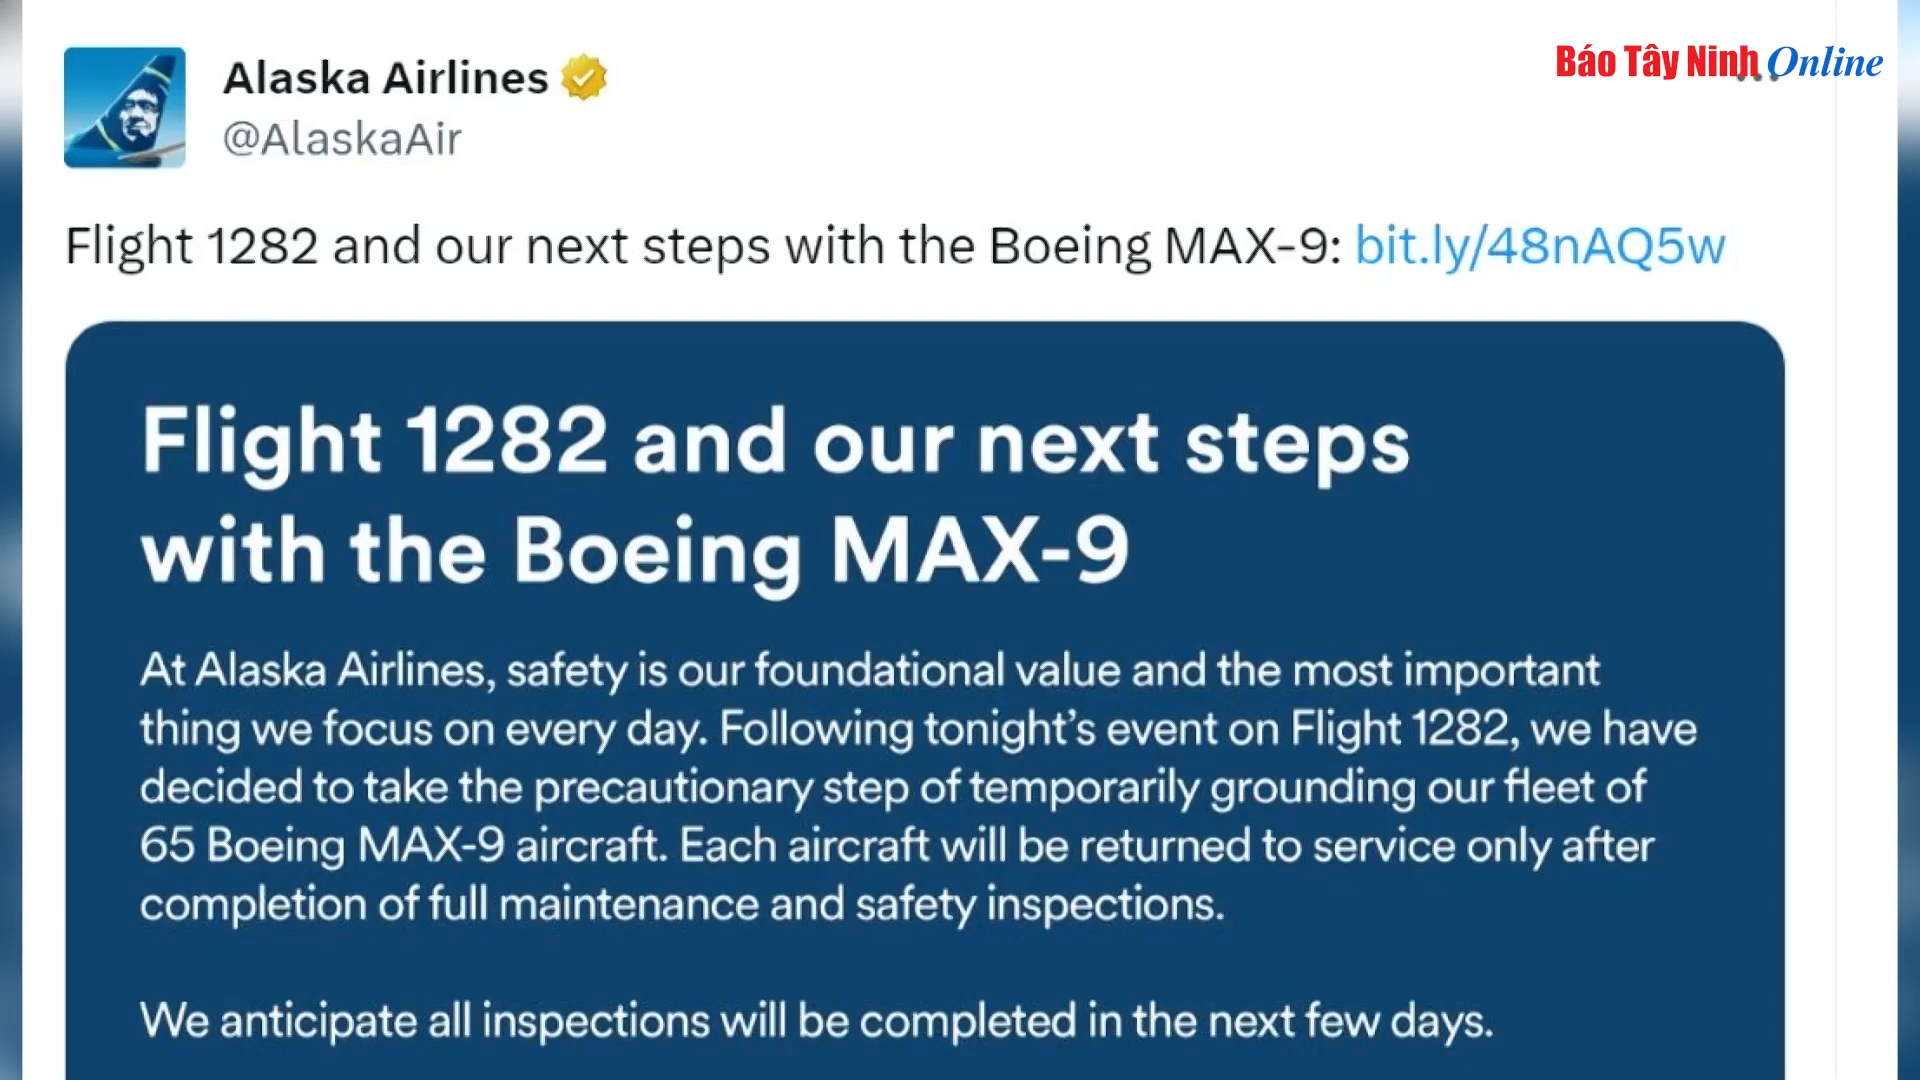 Alaska Airlines
@AlaskaAir
Báo Tây Ninh Online
Flight 1282 and our next steps with the Boeing MAX-9: bit.ly/48nAQ5w
Flight 1282 and our next steps
with the Boeing MAX-9
At Alaska Airlines, safety is our foundational value and the most important
thing we focus on every day. Following tonight’s event on Flight 1282, we have
decided to take the precautionary step of temporarily grounding our fleet of
65 Boeing MAX-9 aircraft. Each aircraft will be returned to service only after
completion of full maintenance and safety inspections.
We anticipate all inspections will be completed in the next few days.